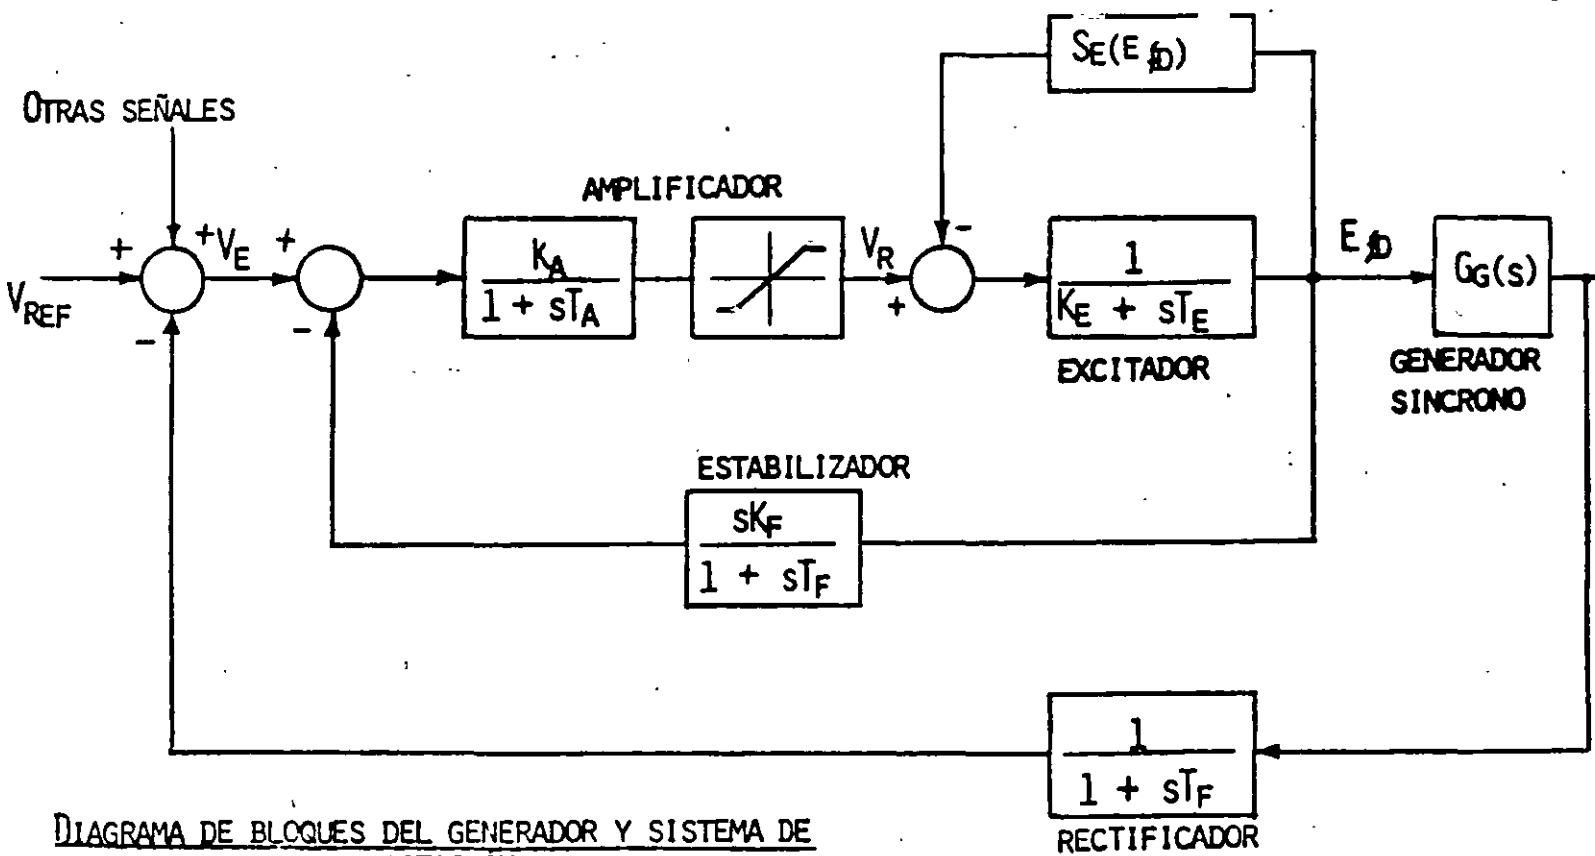 SE(EfD)
OTRAS SEÑALES
AMPLIFICADOR
+ + VE + -
VREF
KA
1 + sTA
VR
- +
1
KE + sTE
EXCITADOR
EfD
GG(s)
GENERADOR
SINCRONO
- -
ESTABILIZADOR
sKF
1 + sTF
1
1 + sTF
RECTIFICADOR
DIAGRAMA DE BLOQUES DEL GENERADOR Y SISTEMA DE